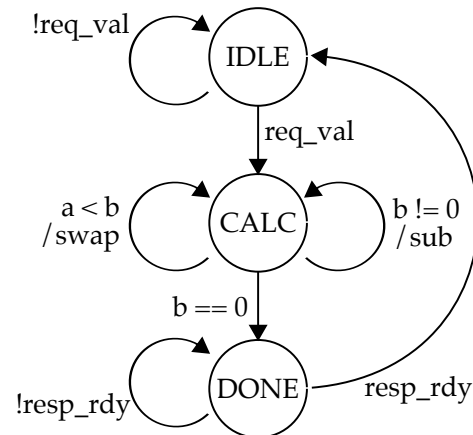 !req_val
IDLE
req_val
a < b
/swap
CALC
b != 0
/sub
b == 0
!resp_rdy
DONE
resp_rdy